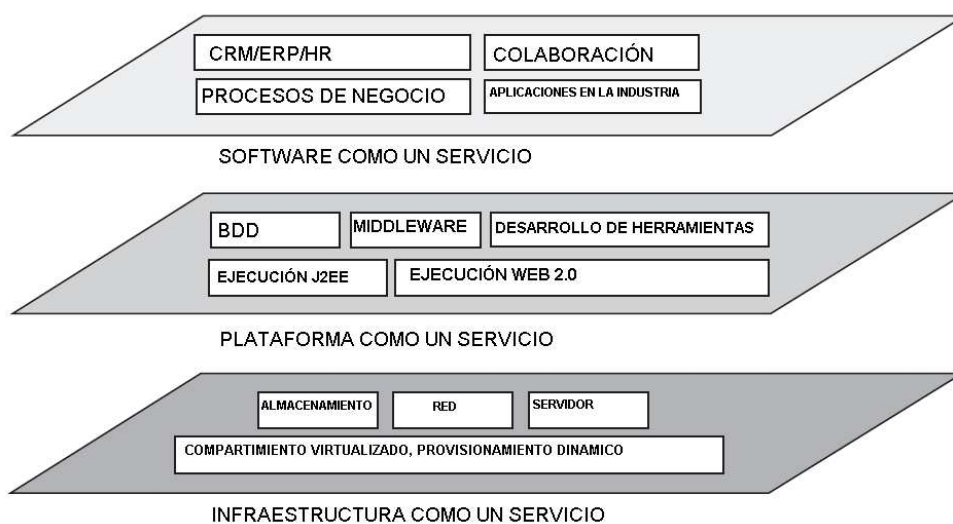 CRM/ERP/HR
COLABORACIÓN
PROCESOS DE NEGOCIO
APLICACIONES EN LA INDUSTRIA
SOFTWARE COMO UN SERVICIO
BDD
MIDDLEWARE
DESARROLLO DE HERRAMIENTAS
EJECUCIÓN J2EE
EJECUCIÓN WEB 2.0
PLATAFORMA COMO UN SERVICIO
ALMACENAMIENTO
RED
SERVIDOR
COMPARTIMIENTO VIRTUALIZADO, PROVISIONAMIENTO DINAMICO
INFRAESTRUCTURA COMO UN SERVICIO